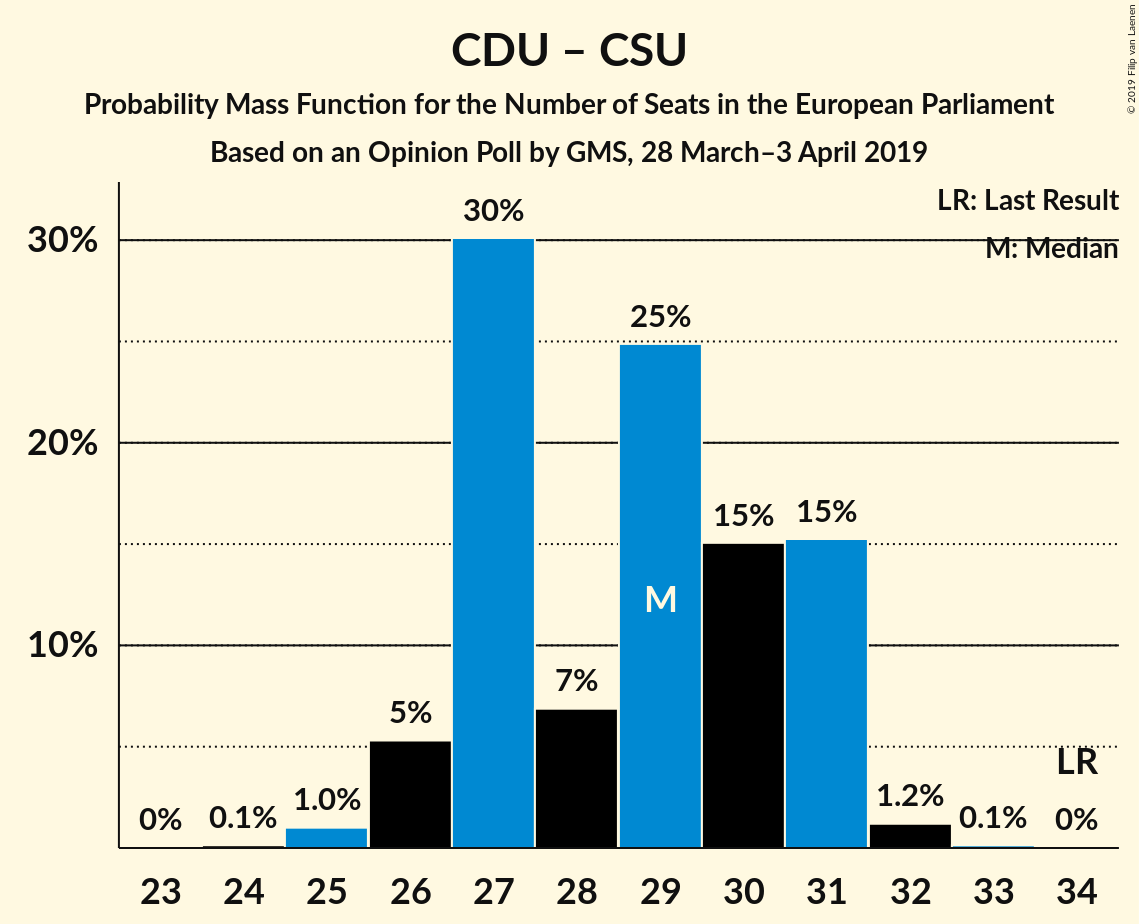 CDU – CSU
Probability Mass Function for the Number of Seats in the European Parliament
Based on an Opinion Poll by GMS, 28 March–3 April 2019
© 2019 Filip van Laenen
LR: Last Result
M: Median
30%
20%
10%
0%
0.1%
1.0%
5%
30%
7%
25%
15%
15%
1.2%
0.1%
0%
M
LR
23 24 25 26 27 28 29 30 31 32 33 34